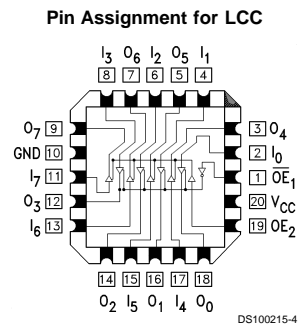 Pin Assignment for LCC
I3 O6 I2 O5 I1
8 7 6 5 4
O7 9 3 O4
GND 10 2 I0
I7 11 1 O̅E̅1
O3 12 20 VCC
I6 13 19 OE2
14 15 16 17 18
O2 I5 O1 I4 O0
DS100215-4